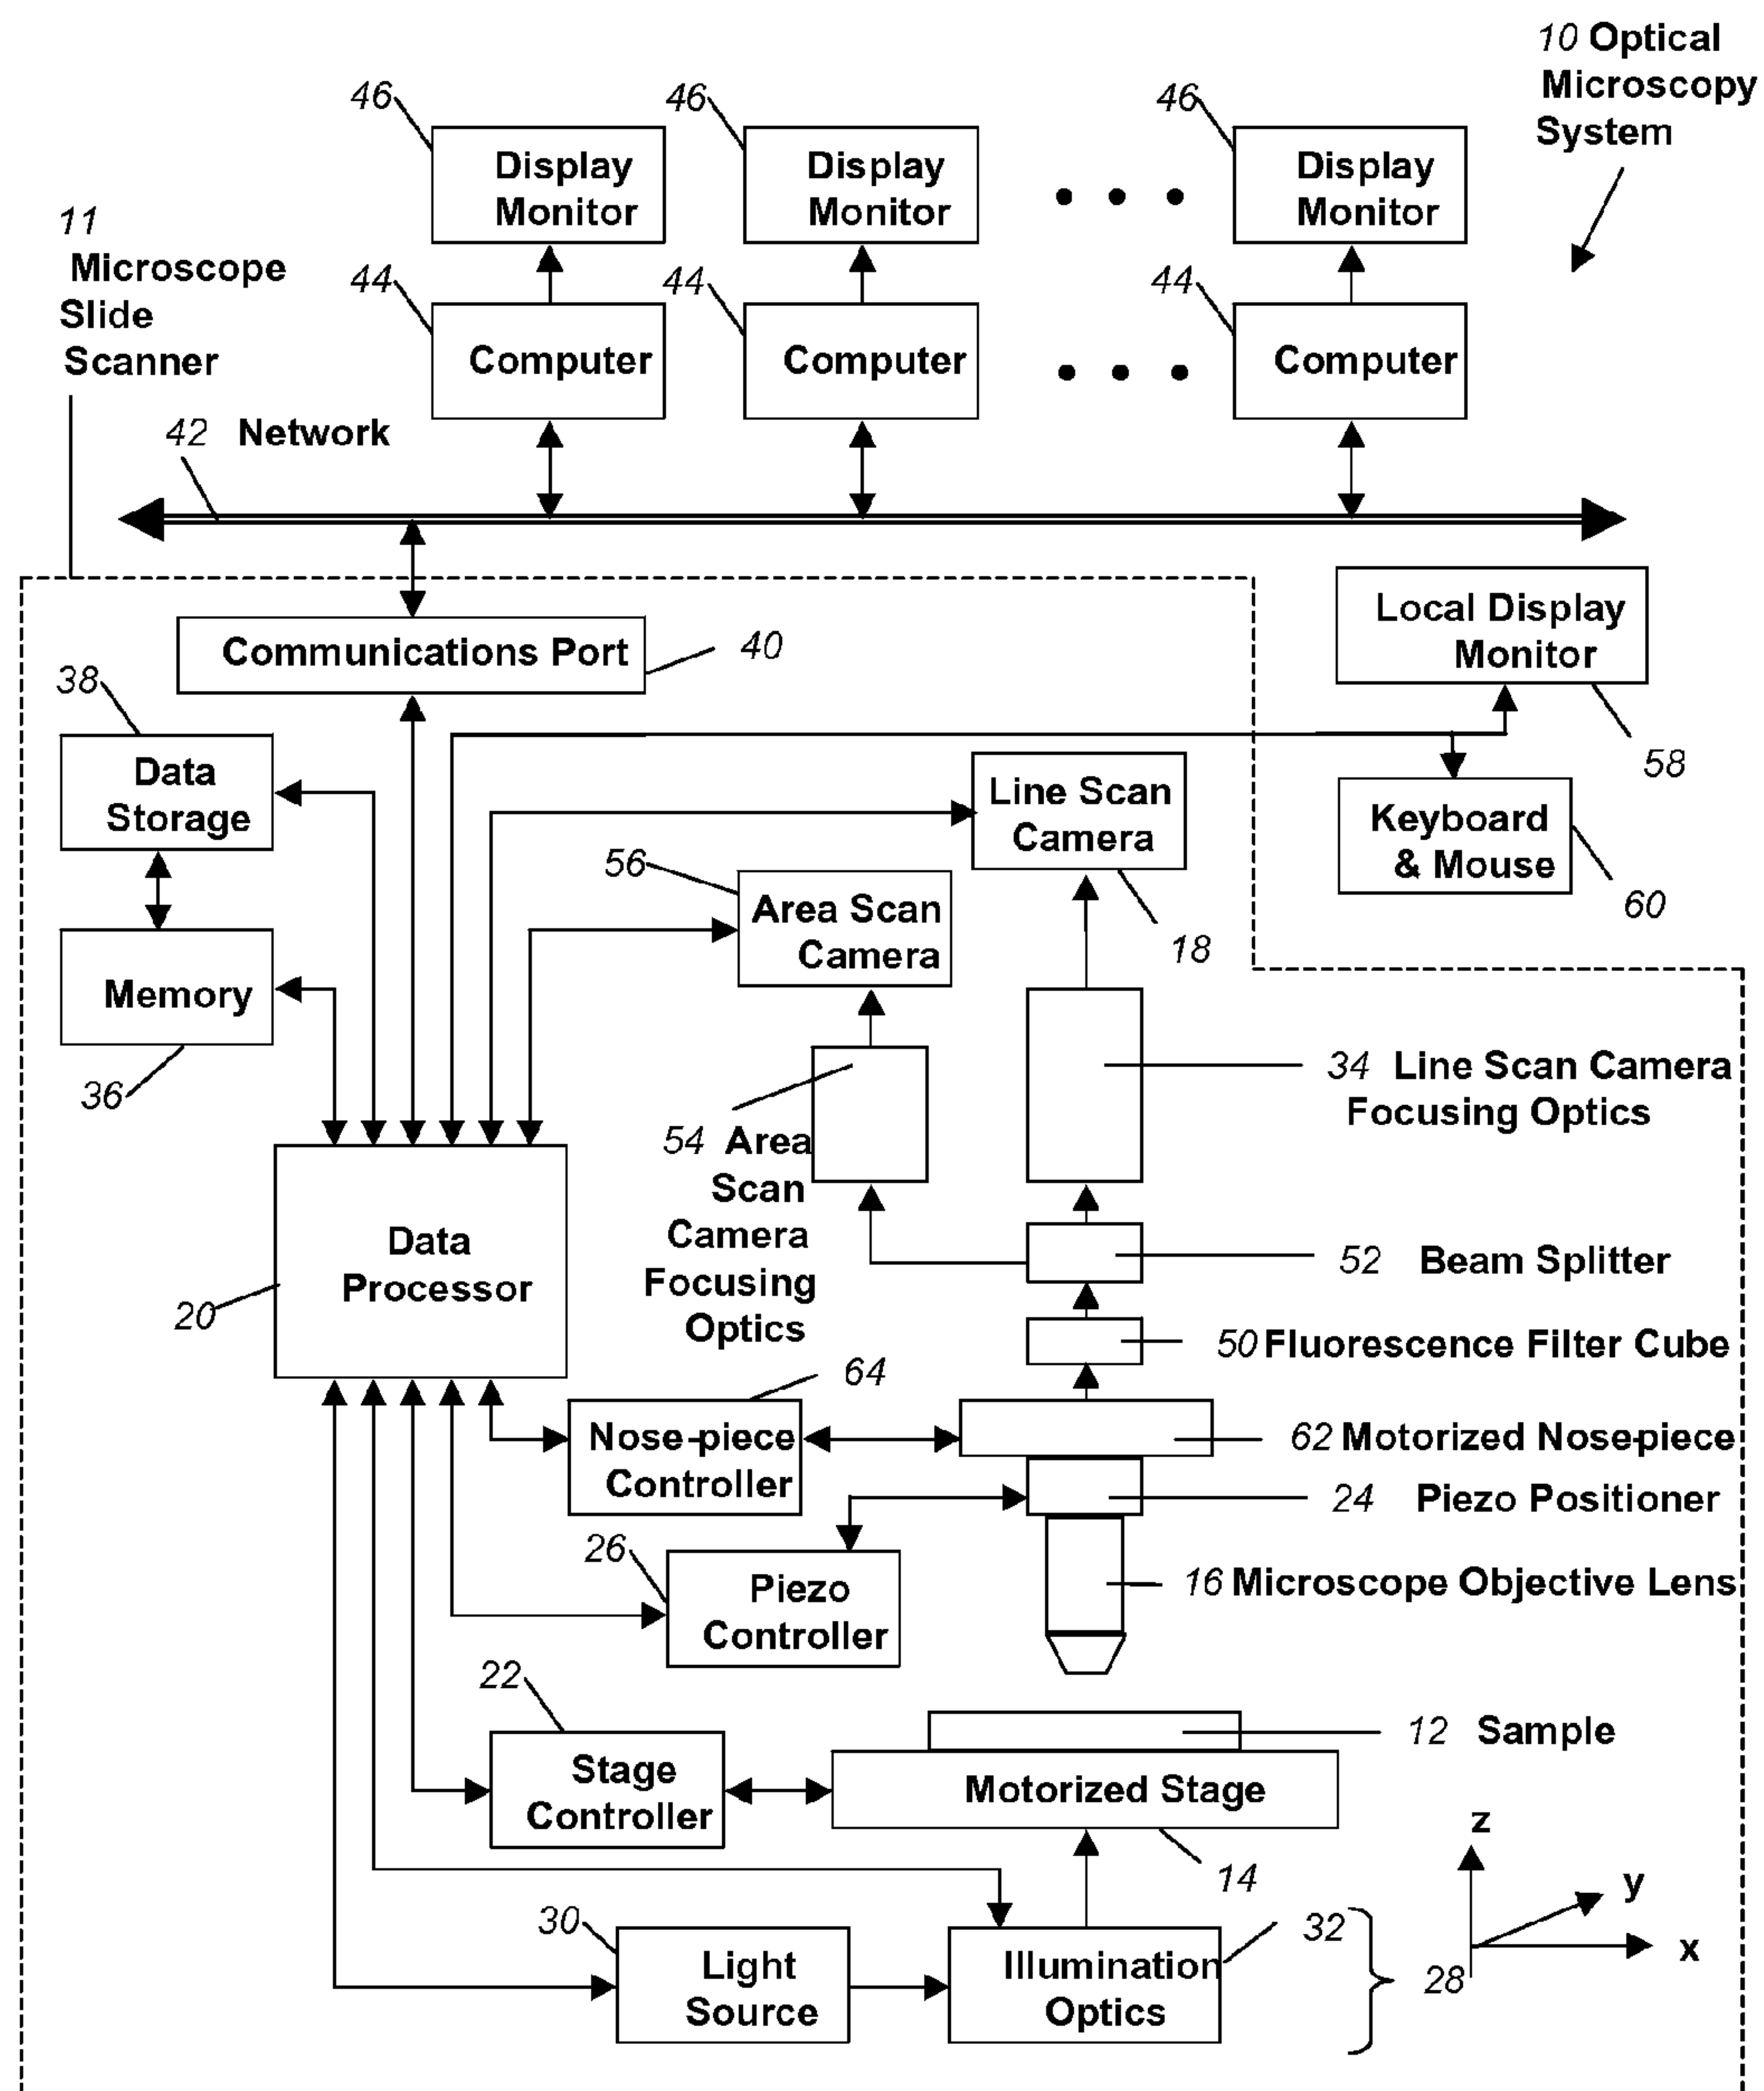 10 Optical
Microscopy
System
46
46
46
Display
Monitor
Display
Monitor
Display
Monitor
11
Microscope
Slide
Scanner
44
44
44
Computer
Computer
Computer
42 Network
Local Display
Monitor
58
Communications Port
40
38
Data
Storage
Line Scan
Camera
18
Keyboard
& Mouse
60
56
Area Scan
Camera
Memory
36
34 Line Scan Camera
Focusing Optics
54 Area
Scan
Camera
Focusing
Optics
Data
Processor
20
52 Beam Splitter
50 Fluorescence Filter Cube
64
Nose-piece
Controller
62 Motorized Nose-piece
24 Piezo Positioner
26
Piezo
Controller
16 Microscope Objective Lens
22
Stage
Controller
12 Sample
Motorized Stage
14
z
y
x
28
30
Light
Source
Illumination
Optics
32